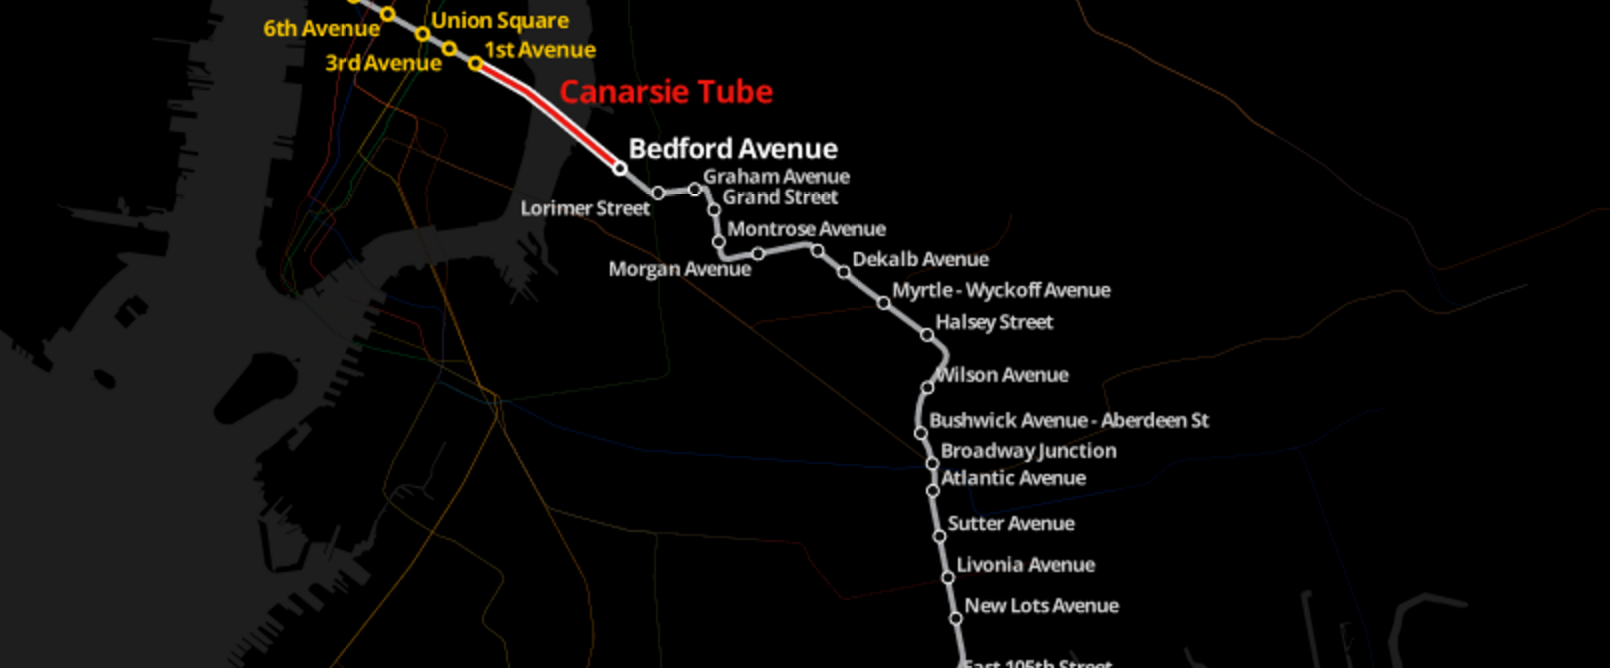 Union Square
6th Avenue
1st Avenue
3rd Avenue
Canarsie Tube
Bedford Avenue
Graham Avenue
Grand Street
Lorimer Street
Montrose Avenue
Morgan Avenue
Dekalb Avenue
Myrtle - Wyckoff Avenue
Halsey Street
Wilson Avenue
Bushwick Avenue - Aberdeen St
Broadway Junction
Atlantic Avenue
Sutter Avenue
Livonia Avenue
New Lots Avenue
East 105th Street